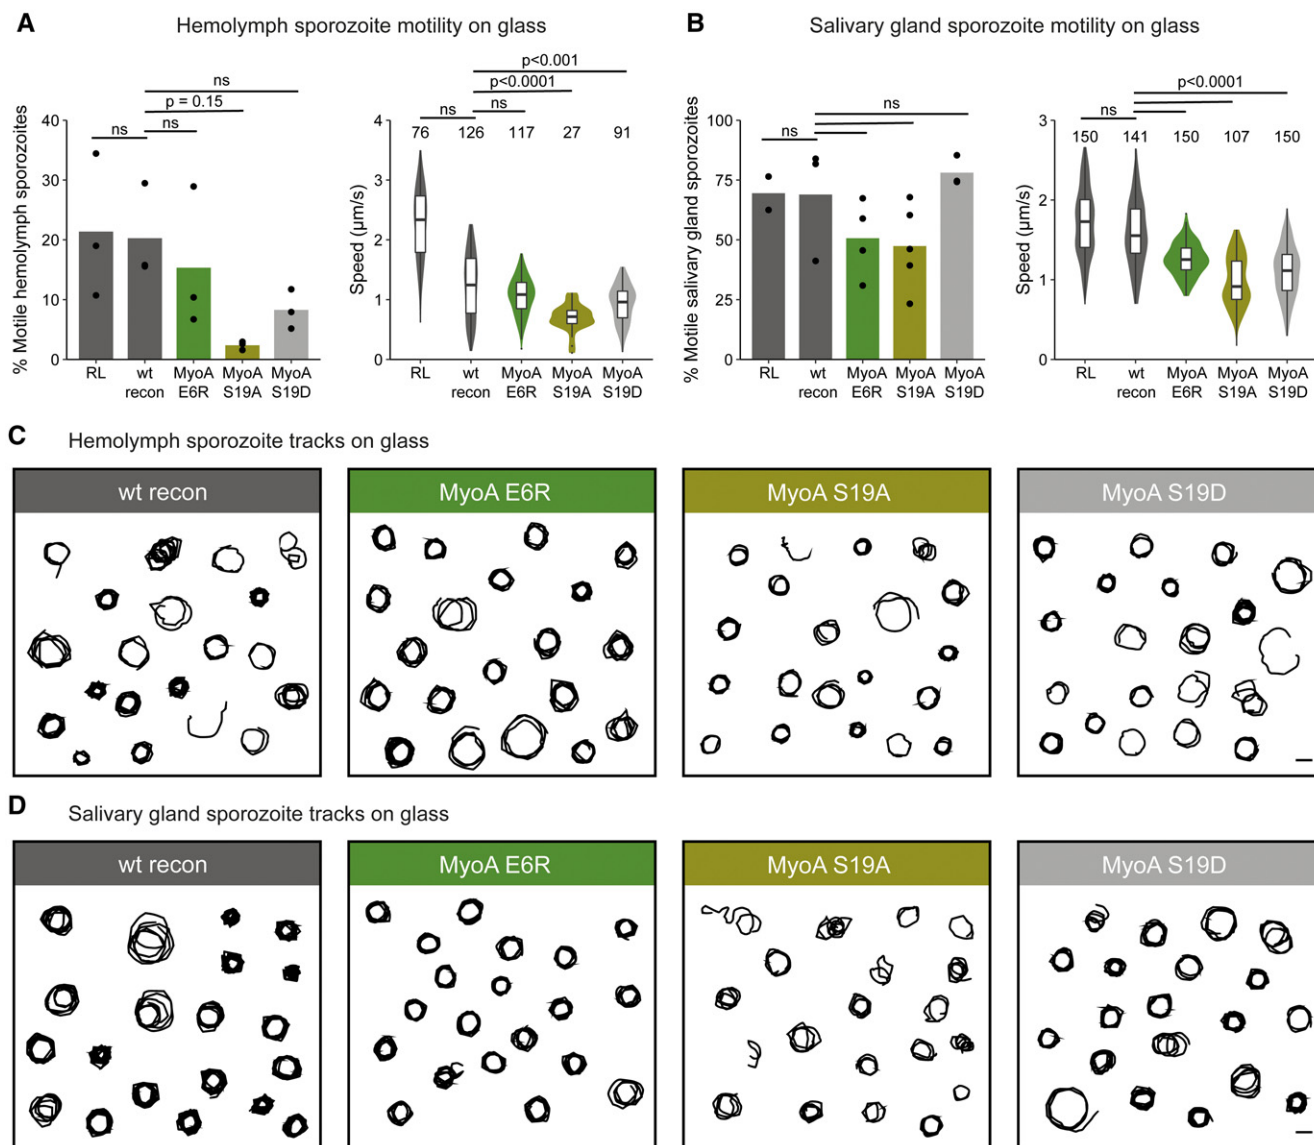 A
Hemolymph sporozoite motility on glass
% Motile hemolymph sporozoites
40
30
20
10
0
ns
p = 0.15
ns
ns
RL
wt recon
MyoA E6R
MyoA S19A
MyoA S19D
Speed (µm/s)
4
3
2
1
0
p<0.001
p<0.0001
ns
ns
76 126 117 27 91
RL
wt recon
MyoA E6R
MyoA S19A
MyoA S19D
B
Salivary gland sporozoite motility on glass
% Motile salivary gland sporozoites
100
75
50
25
0
ns
ns
RL
wt recon
MyoA E6R
MyoA S19A
MyoA S19D
Speed (µm/s)
3
2
1
0
p<0.0001
ns
150 141 150 107 150
RL
wt recon
MyoA E6R
MyoA S19A
MyoA S19D
C
Hemolymph sporozoite tracks on glass
wt recon
MyoA E6R
MyoA S19A
MyoA S19D
D
Salivary gland sporozoite tracks on glass
wt recon
MyoA E6R
MyoA S19A
MyoA S19D